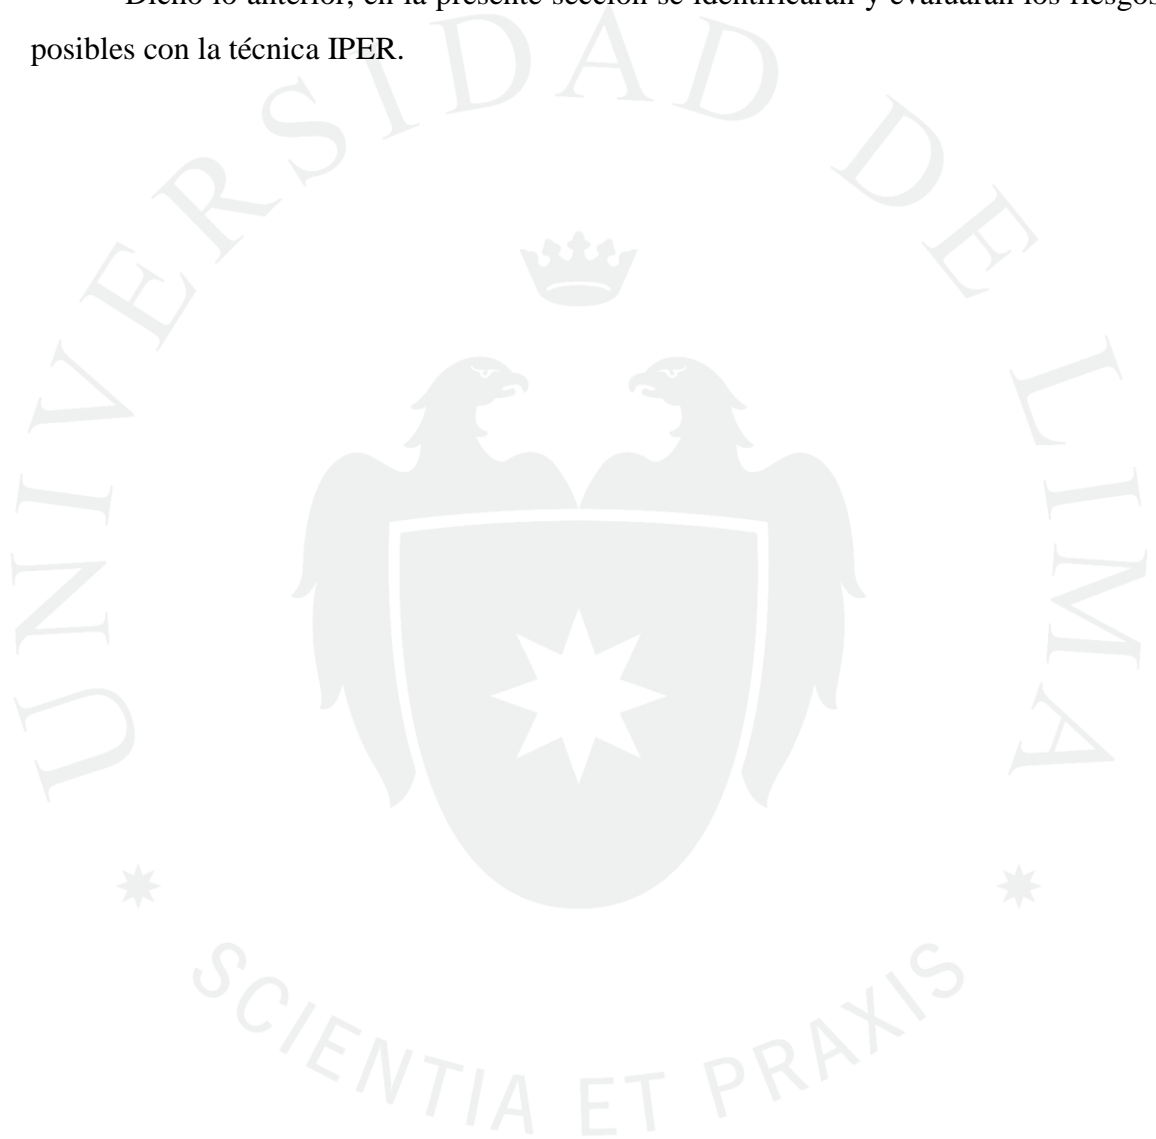 Dicho lo anterior, en la presente sección se identificarán y evaluarán los riesgos
posibles con la técnica IPER.
UNIVERSIDAD DE LIMA
SCIENTIA ET PRAXIS